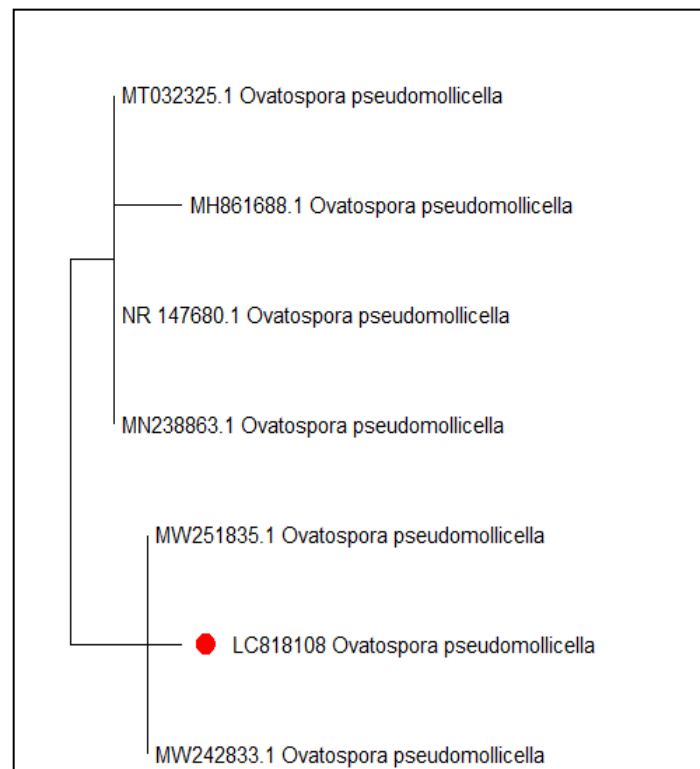 MT032325.1 Ovatospora pseudomollicella
MH861688.1 Ovatospora pseudomollicella
NR 147680.1 Ovatospora pseudomollicella
MN238863.1 Ovatospora pseudomollicella
MW251835.1 Ovatospora pseudomollicella
LC818108 Ovatospora pseudomollicella
MW242833.1 Ovatospora pseudomollicella